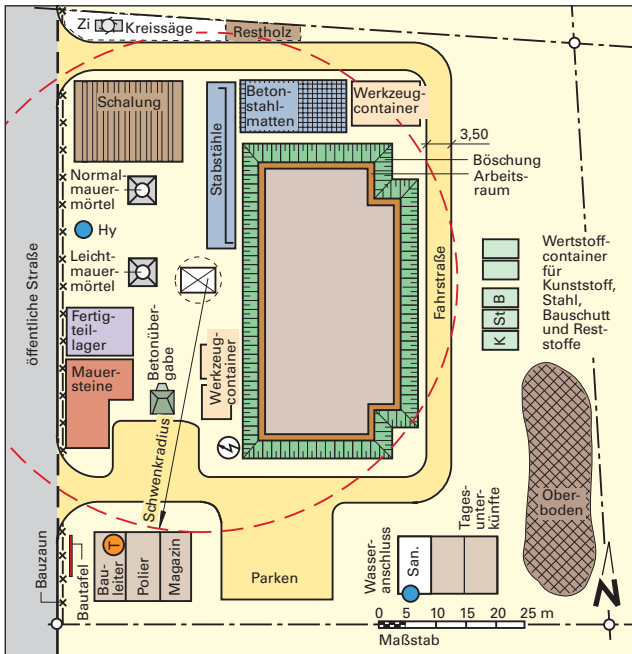 Zi
Kreissäge
Restholz
Schalung
Beton-
stahl-
matten
Werkzeug-
container
3,50
Böschung
Arbeits-
raum
Stabstähle
Normal-
mauer-
mörtel
Hy
Leicht-
mauer-
mörtel
öffentliche Straße
Fahrstraße
Wertstoff-
container
für
Kunststoff,
Stahl,
Bauschutt
und Rest-
stoffe
B
St
K
Fertig-
teil-
lager
Mauer-
steine
Betonüber-
gabe
Werkzeug-
container
Schwenkradius
Ober-
boden
Bauzaun
Bautafel
T
Bau-
leiter
Polier
Magazin
Parken
Wasser-
anschluss
San.
Tages-
unter-
künfte
N
0 5 10 15 20 25 m
Maßstab